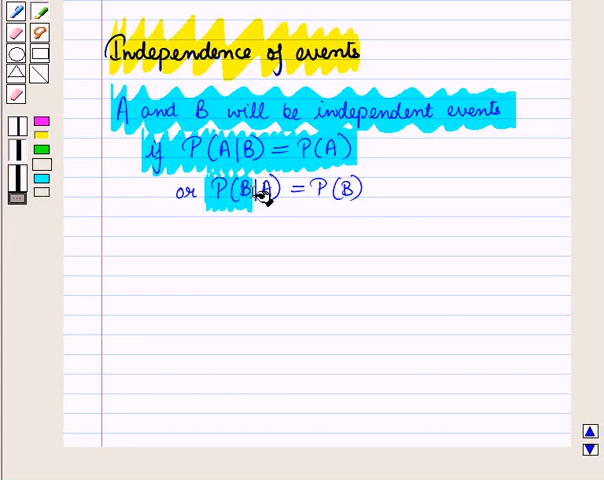 Independence of events
A and B will be independent events
if P(A|B) = P(A)
or P(B|A) = P(B)